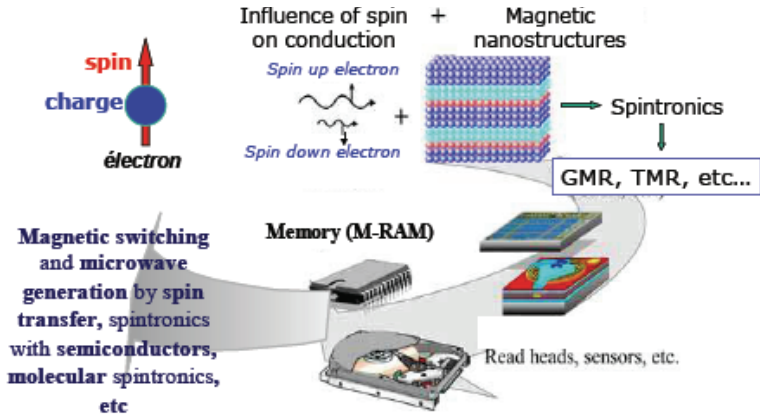 Influence of spin + Magnetic
on conduction nanostructures
spin
charge
électron
Spin up electron
+
Spin down electron
Spintronics
GMR, TMR, etc...
Memory (M-RAM)
Magnetic switching
and microwave
generation by spin
transfer, spintronics
with semiconductors,
molecular spintronics,
etc
Read heads, sensors, etc.